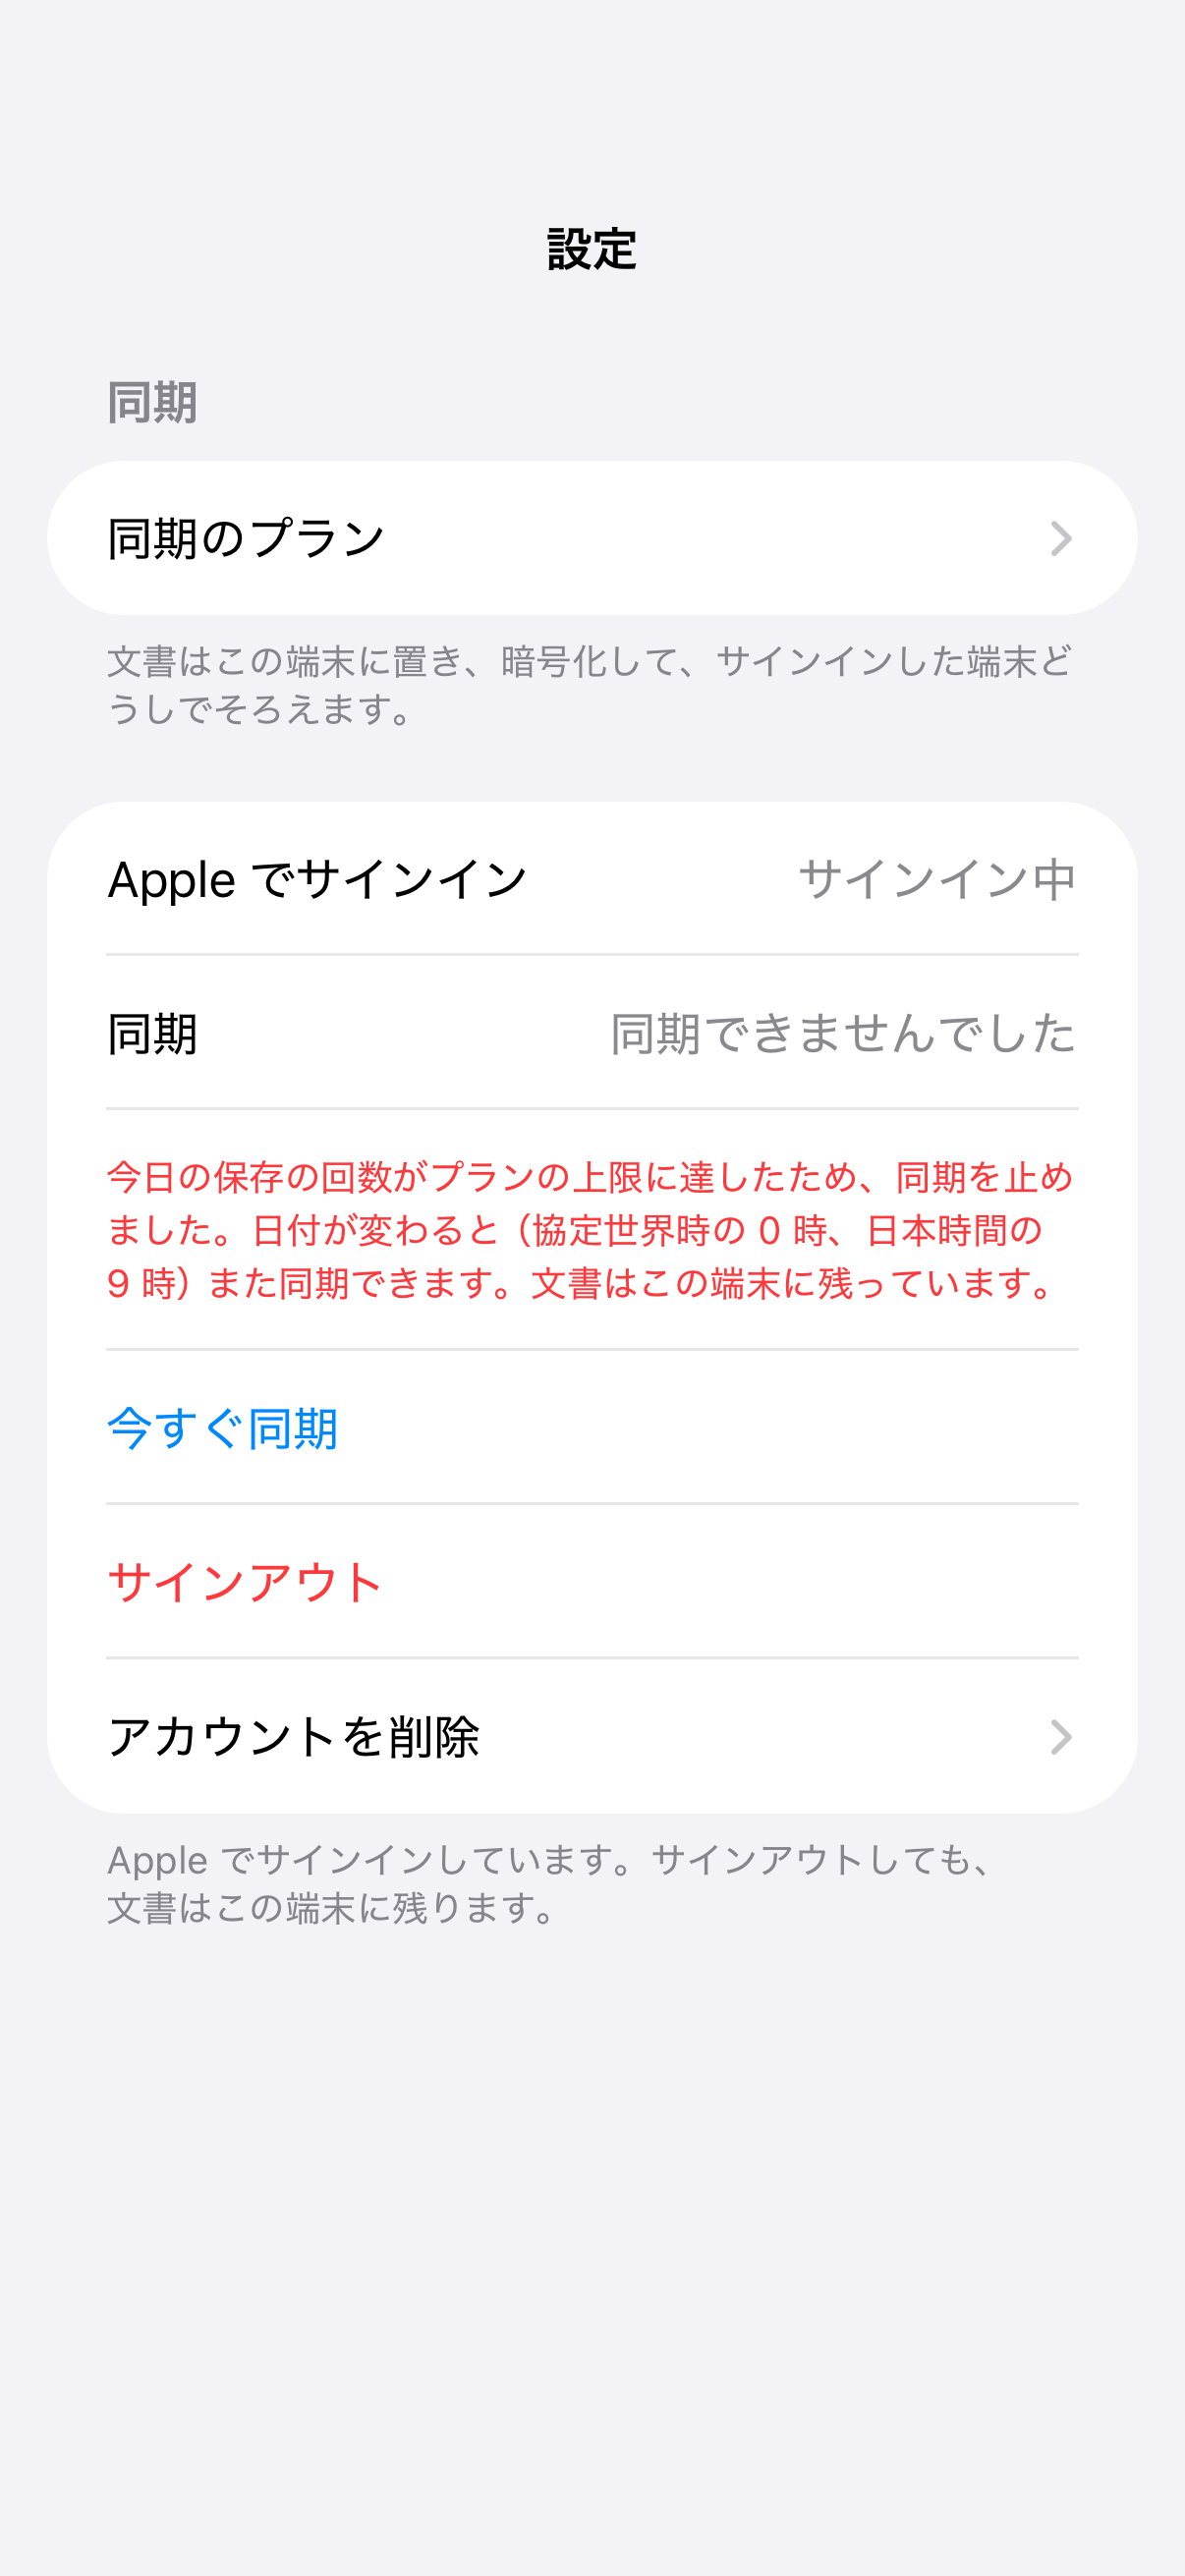 設定
同期
同期のプラン
文書はこの端末に置き、暗号化して、サインインした端末ど
うしでそろえます。
Apple でサインイン サインイン中
同期 同期できませんでした
今日の保存の回数がプランの上限に達したため、同期を止め
ました。日付が変わると（協定世界時の 0 時、日本時間の
9 時）また同期できます。文書はこの端末に残っています。
今すぐ同期
サインアウト
アカウントを削除
Apple でサインインしています。サインアウトしても、
文書はこの端末に残ります。